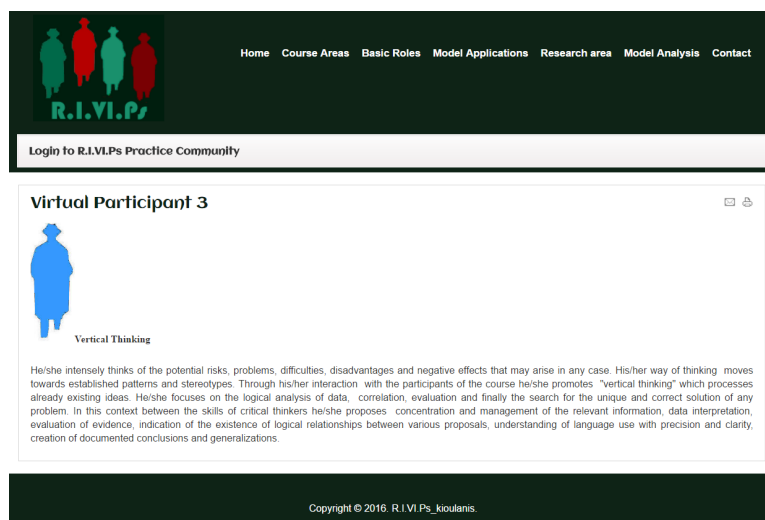 R.I.VI.Ps
Home Course Areas Basic Roles Model Applications Research area Model Analysis Contact
Login to R.I.VI.Ps Practice Community
Virtual Participant 3
Vertical Thinking
He/she intensely thinks of the potential risks, problems, difficulties, disadvantages and negative effects that may arise in any case. His/her way of thinking moves
towards established patterns and stereotypes. Through his/her interaction with the participants of the course he/she promotes "vertical thinking" which processes
already existing ideas. He/she focuses on the logical analysis of data, correlation, evaluation and finally the search for the unique and correct solution of any
problem. In this context between the skills of critical thinkers he/she proposes concentration and management of the relevant information, data interpretation,
evaluation of evidence, indication of the existence of logical relationships between various proposals, understanding of language use with precision and clarity,
creation of documented conclusions and generalizations.
Copyright © 2016. R.I.VI.Ps_kioulanis.